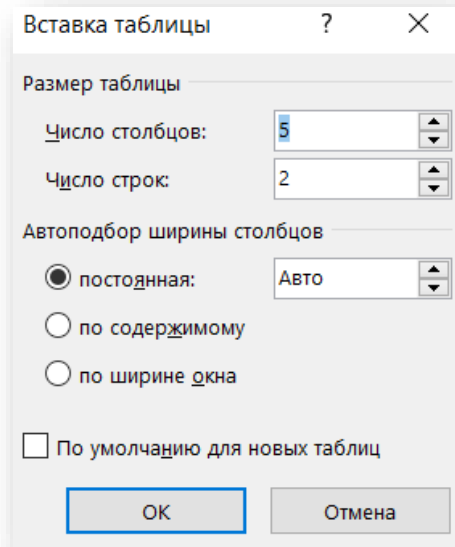 Вставка таблицы ?
Размер таблицы
Число столбцов: 5
Число строк: 2
Автоподбор ширины столбцов
постоянная: Авто
по содержимому
по ширине окна
По умолчанию для новых таблиц
ОК Отмена